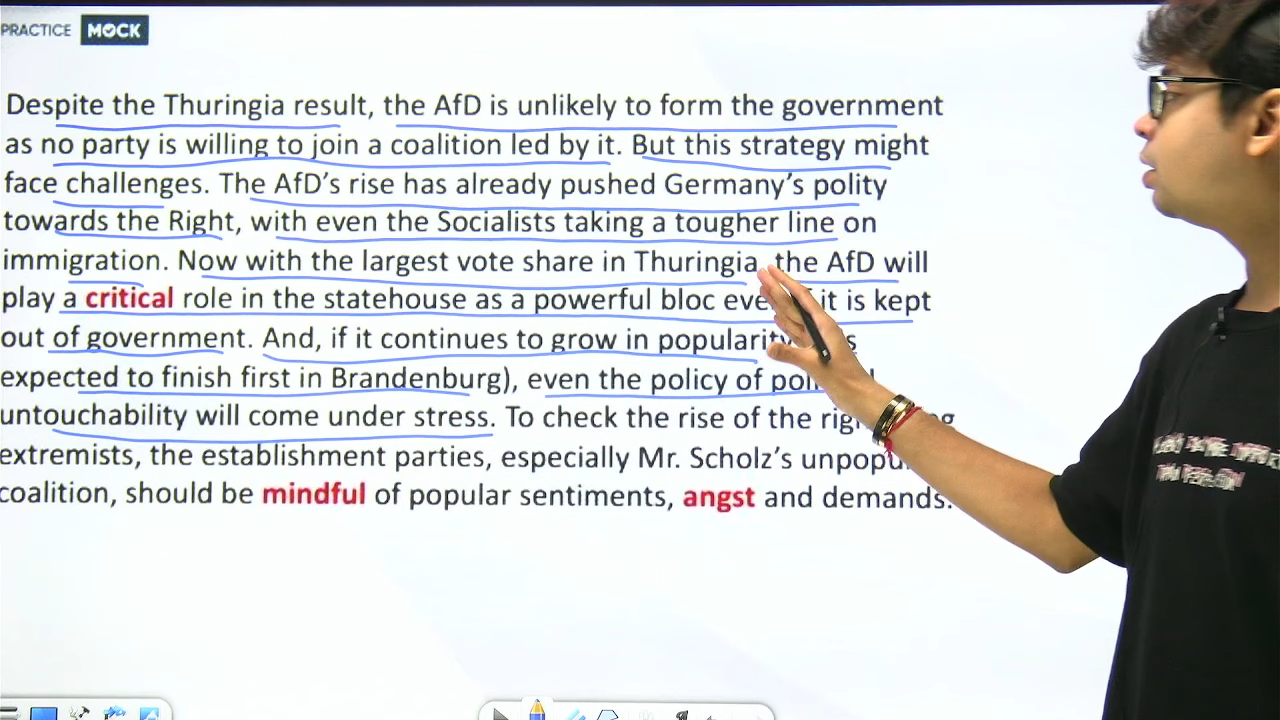 PRACTICE MOCK
Despite the Thuringia result, the AfD is unlikely to form the government
as no party is willing to join a coalition led by it. But this strategy might
face challenges. The AfD's rise has already pushed Germany's polity
towards the Right, with even the Socialists taking a tougher line on
immigration. Now with the largest vote share in Thuringia, the AfD will
play a critical role in the statehouse as a powerful bloc it is kept
out of government. And, if it continues to grow in popularity
expected to finish first in Brandenburg), even the policy of
untouchability will come under stress. To check the rise of the
extremists, the establishment parties, especially Mr. Scholz's
coalition, should be mindful of popular sentiments, angst and demands.